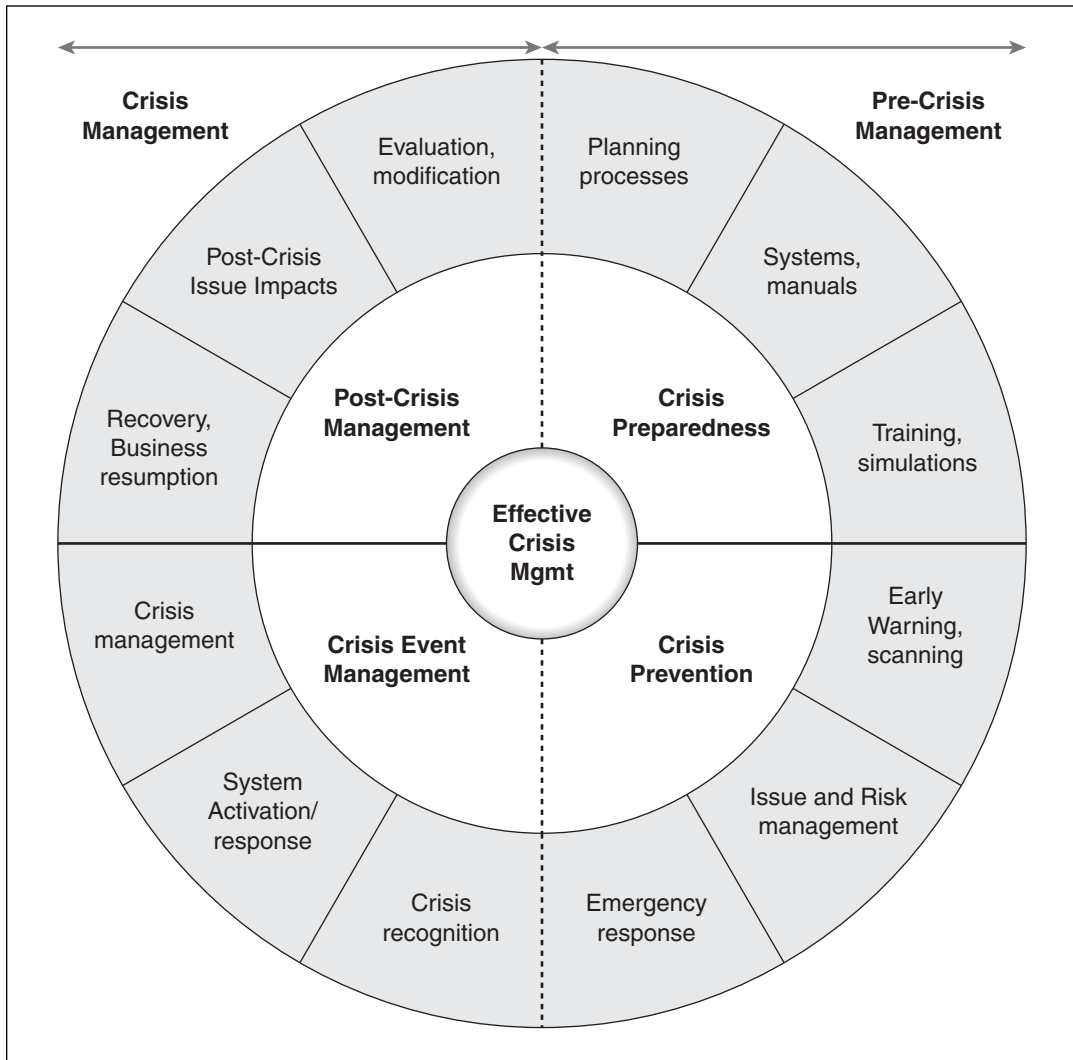 Crisis
Management
Pre-Crisis
Management
Evaluation,
modification
Planning
processes
Post-Crisis
Issue Impacts
Systems,
manuals
Recovery,
Business
resumption
Post-Crisis
Management
Crisis
Preparedness
Training,
simulations
Effective
Crisis
Mgmt
Crisis
management
Crisis Event
Management
Crisis
Prevention
Early
Warning,
scanning
System
Activation/
response
Issue and Risk
management
Crisis
recognition
Emergency
response